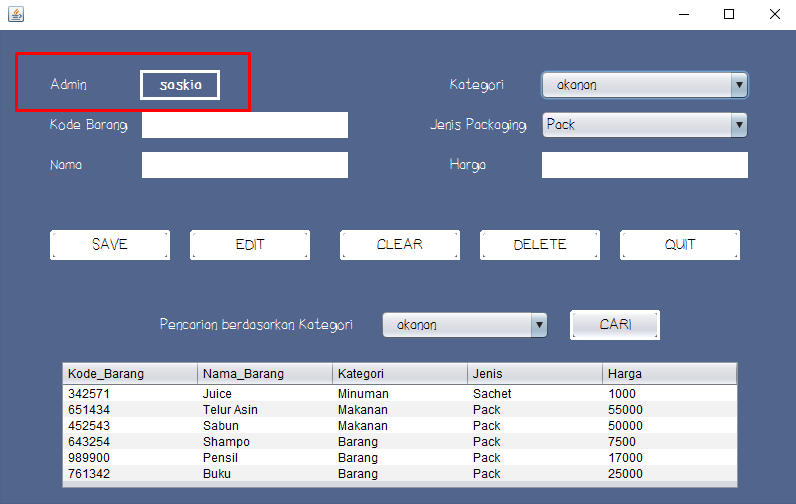 Admin saskia Kategori akanan
Kode Barang Jenis Packaging Pack
Nama Harga
SAVE EDIT CLEAR DELETE QUIT
Pencarian berdasarkan Kategori akanan CARI
Kode_Barang Nama_Barang Kategori Jenis Harga
342571 Juice Minuman Sachet 1000
651434 Telur Asin Makanan Pack 55000
452543 Sabun Makanan Pack 50000
643254 Shampo Barang Pack 7500
989900 Pensil Barang Pack 17000
761342 Buku Barang Pack 25000